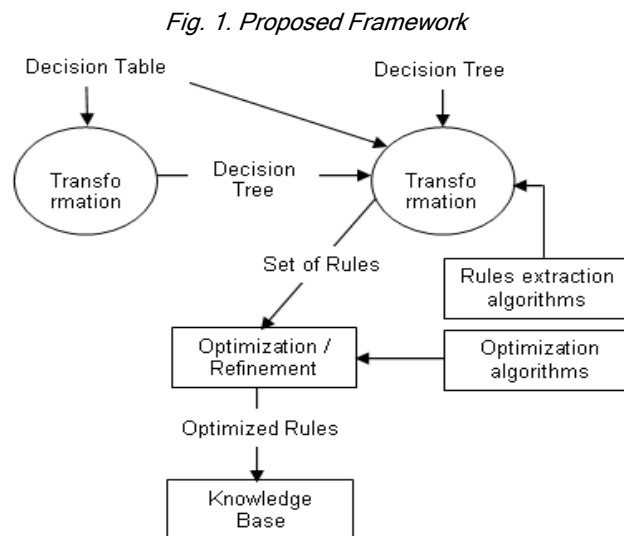 Fig. 1. Proposed Framework
Decision Table
Decision Tree
Transfo
rmation
Decision
Tree
Transfo
rmation
Set of Rules
Rules extraction
algorithms
Optimization /
Refinement
Optimization
algorithms
Optimized Rules
Knowledge
Base